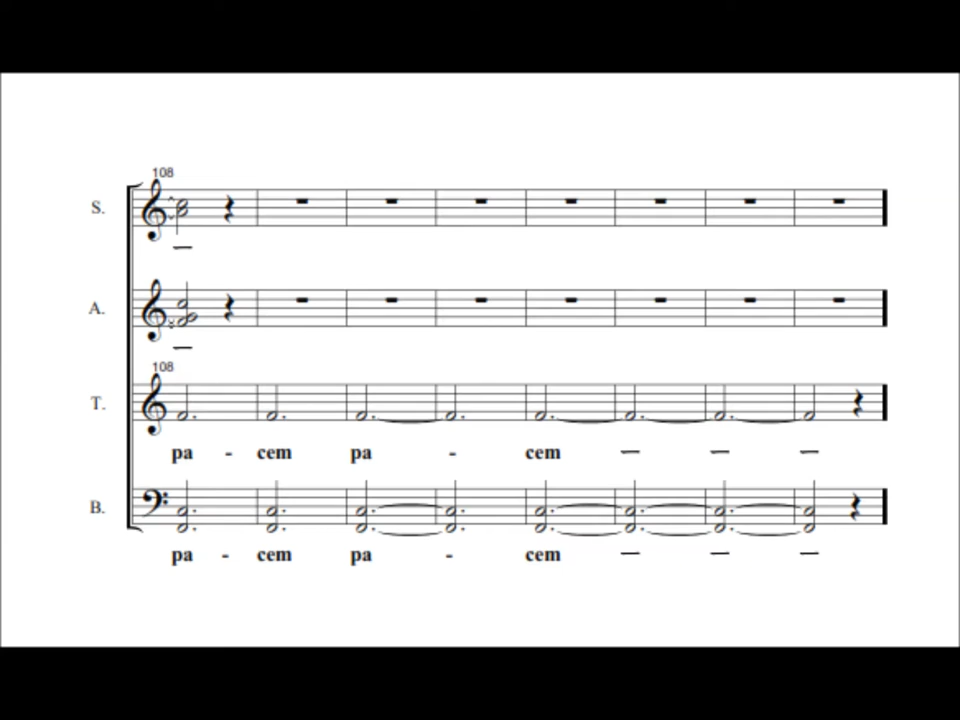 108
S.
A.
108
T.
pa - cem pa - cem
B.
pa - cem pa - cem